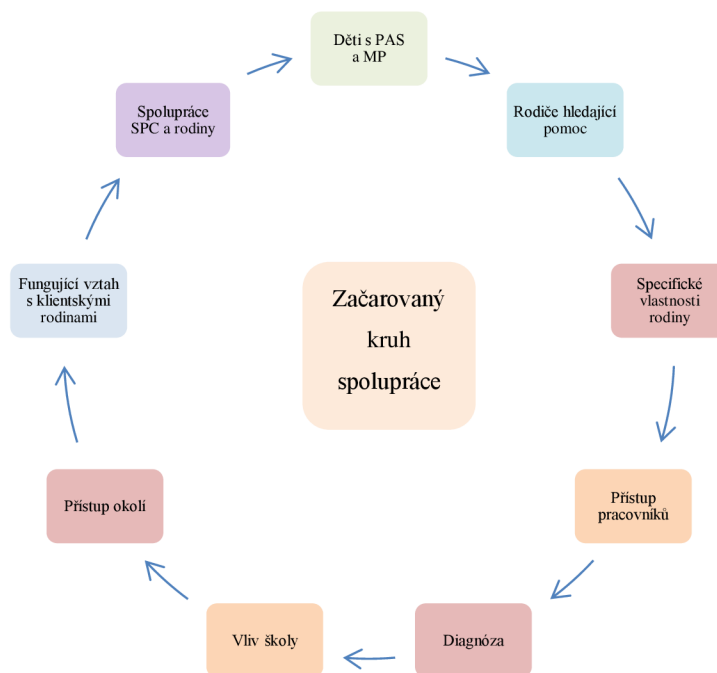 Děti s PAS
a MP
Rodiče hledající
pomoc
Specifické
vlastnosti
rodiny
Přístup
pracovníků
Diagnóza
Vliv školy
Přístup okolí
Fungující vztah
s klientskými
rodinami
Spolupráce
SPC a rodiny
Začarovaný
kruh
spolupráce